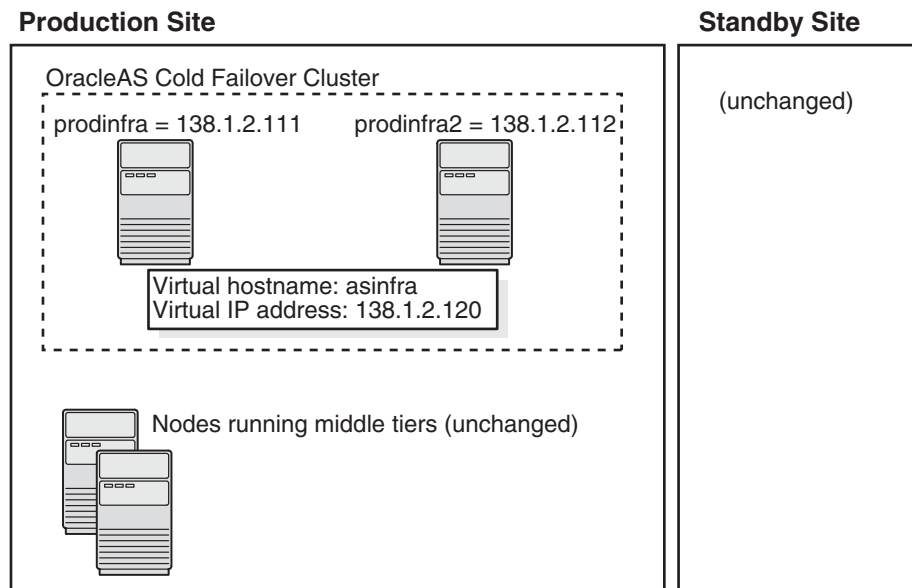 Production Site
Standby Site
OracleAS Cold Failover Cluster
(unchanged)
prodinfra = 138.1.2.111
prodinfra2 = 138.1.2.112
Virtual hostname: asinfra
Virtual IP address: 138.1.2.120
Nodes running middle tiers (unchanged)